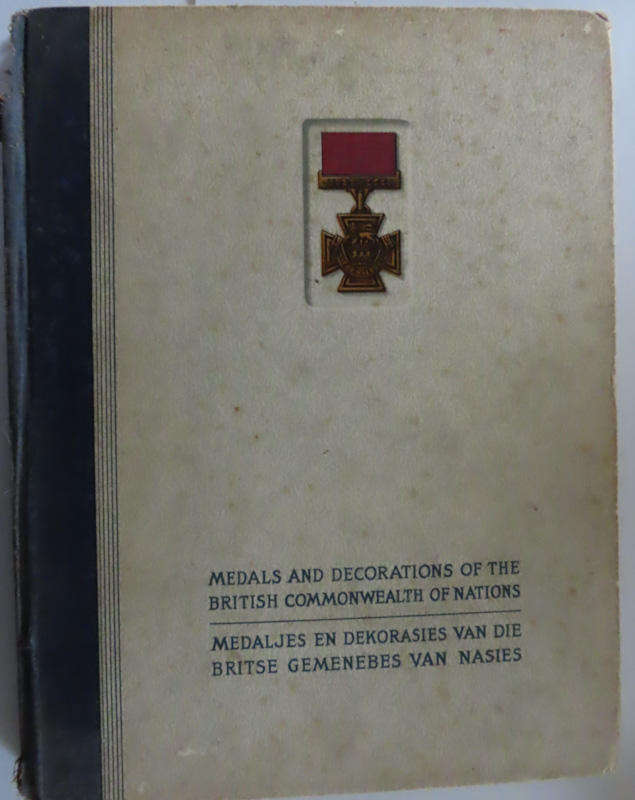 MEDALS AND DECORATIONS OF THE
BRITISH COMMONWEALTH OF NATIONS
MEDALJES EN DEKORASIES VAN DIE
BRITSE GEMENEBES VAN NASIES